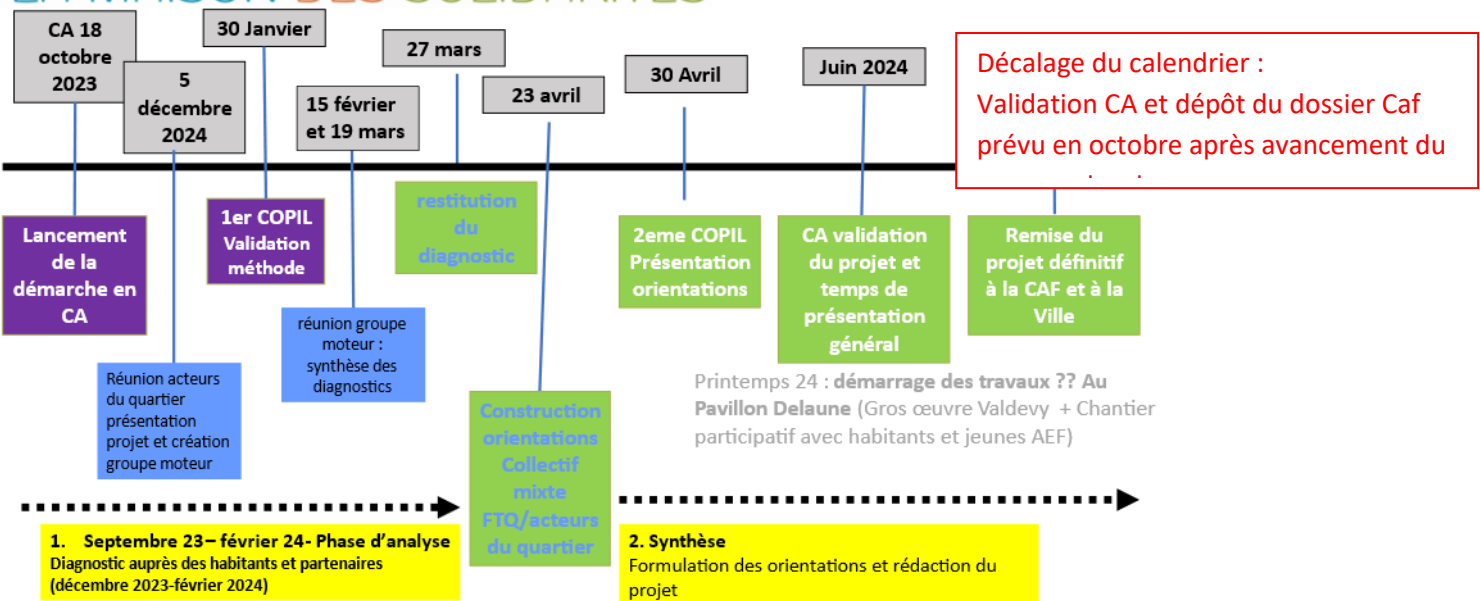 LA MAISON DES SOLIDARITES
CA 18
octobre
2023
5
décembre
2024
30 Janvier
15 février
et 19 mars
27 mars
23 avril
30 Avril
Juin 2024
Décalage du calendrier :
Validation CA et dépôt du dossier Caf
prévu en octobre après avancement du
Lancement
de la
démarche en
CA
1er COPIL
Validation
méthode
restitution
du
diagnostic
2eme COPIL
Présentation
orientations
CA validation
du projet et
temps de
présentation
général
Remise du
projet définitif
à la CAF et à la
Ville
Réunion acteurs
du quartier
présentation
projet et création
groupe moteur
réunion groupe
moteur :
synthèse des
diagnostics
Construction
orientations
Collectif
mixte
FTQ/acteurs
du quartier
Printemps 24 : démarrage des travaux ?? Au
Pavillon Delaune (Gros œuvre Valdevy + Chantier
participatif avec habitants et jeunes AEF)
1. Septembre 23– février 24- Phase d’analyse
Diagnostic auprès des habitants et partenaires
(décembre 2023-février 2024)
2. Synthèse
Formulation des orientations et rédaction du
projet